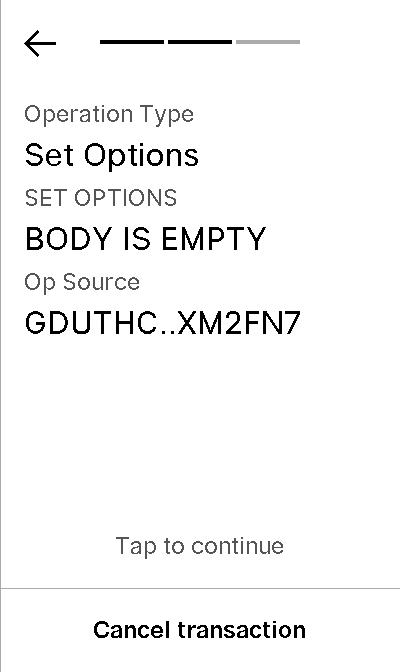 Operation Type
Set Options
SET OPTIONS
BODY IS EMPTY
Op Source
GDUTHC..XM2FN7
Tap to continue
Cancel transaction